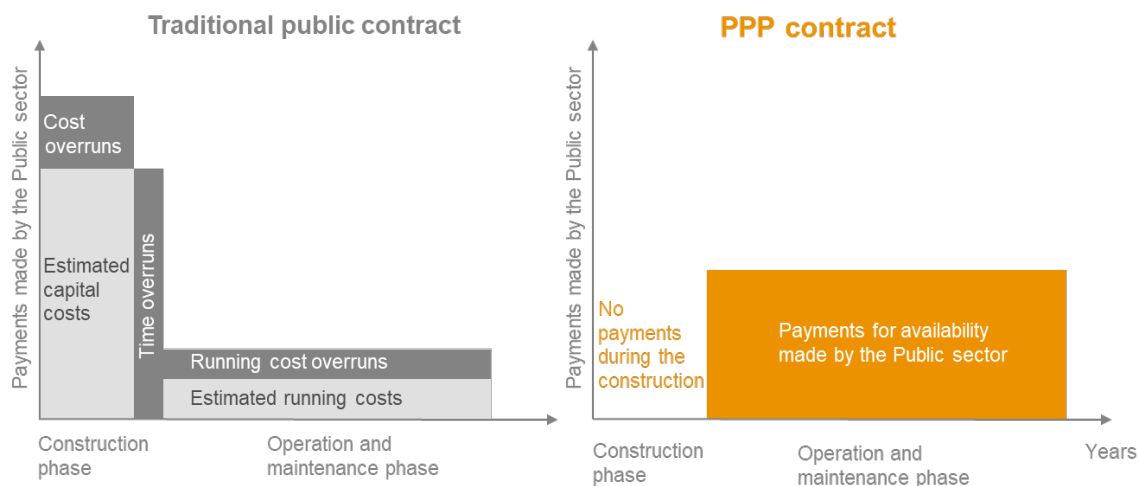 Traditional public contract
Payments made by the Public sector
Cost
overruns
Estimated
capital
costs
Time overruns
Running cost overruns
Estimated running costs
Construction
phase
Operation and
maintenance phase
PPP contract
Payments made by the Public sector
No
payments
during the
construction
Payments for availability
made by the Public sector
Construction
phase
Operation and
maintenance phase
Years